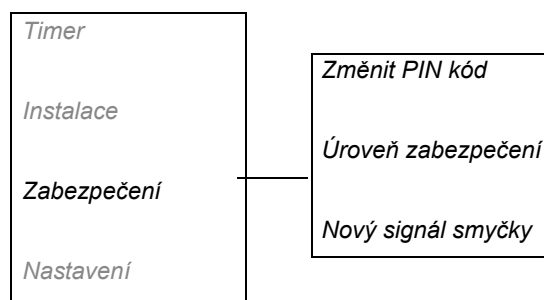 Timer
Instalace
Zabezpečení
Nastavení
Změnit PIN kód
Úroveň zabezpečení
Nový signál smyčky